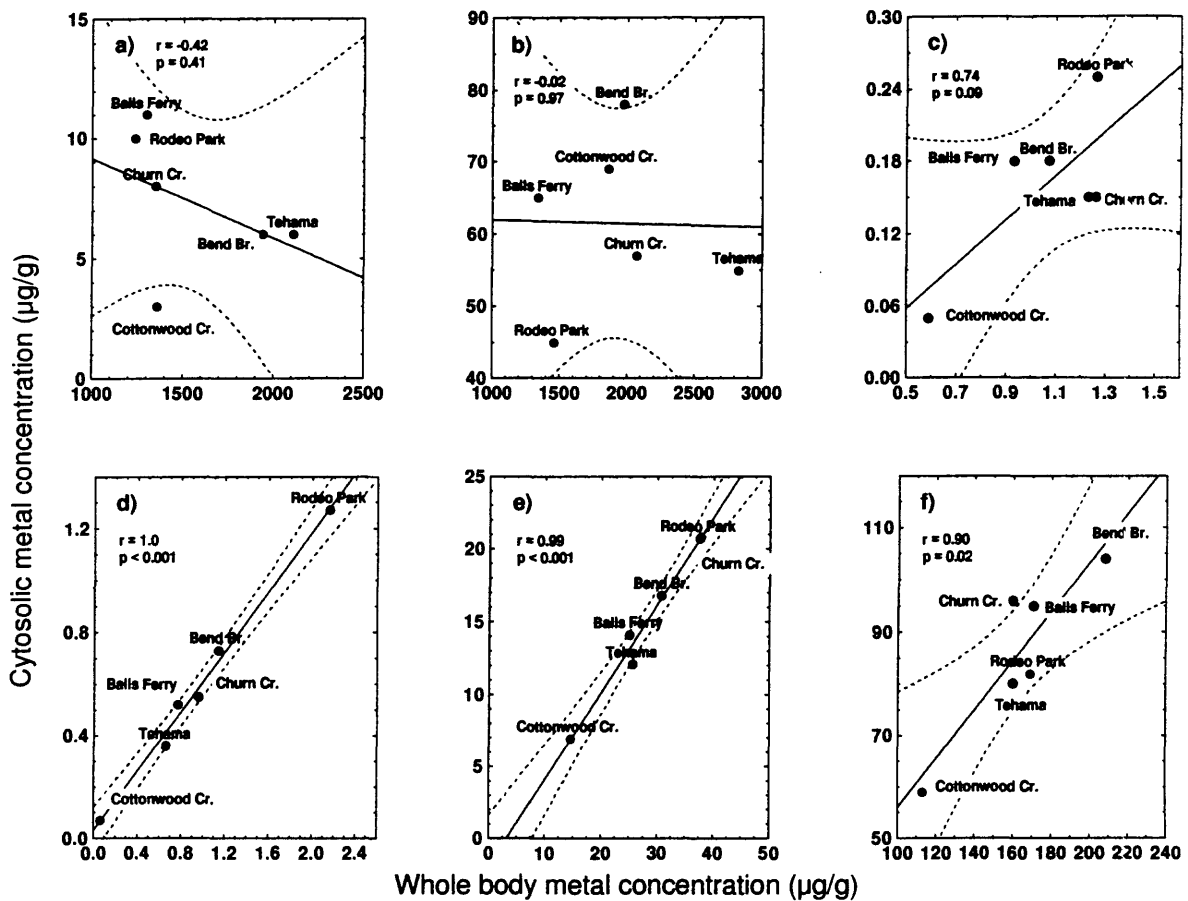 Cytosolic metal concentration (µg/g)
a)
r = -0.42
p = 0.41
Balls Ferry
Rodeo Park
Churn Cr.
Tehama
Bend Br.
Cottonwood Cr.
15
10
5
0
1000 1500 2000 2500
b)
r = -0.02
p = 0.97
Bend Br.
Cottonwood Cr.
Balls Ferry
Churn Cr.
Tehama
Rodeo Park
90
80
70
60
50
40
1000 1500 2000 2500 3000
c)
r = 0.74
p = 0.09
Rodeo Park
Balls Ferry
Bend Br.
Tehama
Churn Cr.
Cottonwood Cr.
0.30
0.24
0.18
0.12
0.06
0.00
0.5 0.7 0.9 1.1 1.3 1.5
d)
r = 1.0
p < 0.001
Rodeo Park
Bend Br.
Balls Ferry
Churn Cr.
Tehama
Cottonwood Cr.
1.2
0.8
0.4
0.0
0.0 0.4 0.8 1.2 1.6 2.0 2.4
e)
r = 0.99
p < 0.001
Rodeo Park
Churn Cr.
Bend Br.
Balls Ferry
Tehama
Cottonwood Cr.
25
20
15
10
5
0
0 10 20 30 40 50
f)
r = 0.90
p = 0.02
Bend Br.
Churn Cr.
Balls Ferry
Rodeo Park
Tehama
Cottonwood Cr.
110
90
70
50
100 120 140 160 180 200 220 240
Whole body metal concentration (µg/g)